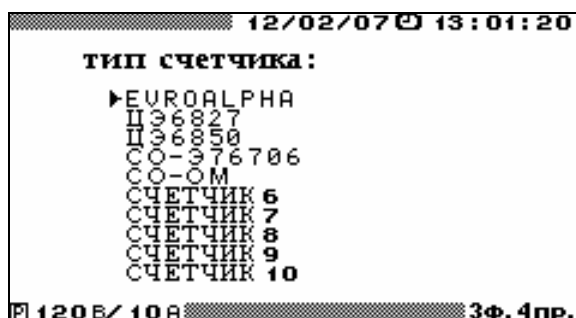 12/02/07 13:01:20
тип счетчика:
EVROALPHA
ЦЭ6827
ЦЭ6850
СО-Э76706
СО-ОМ
СЧЕТЧИК 6
СЧЕТЧИК 7
СЧЕТЧИК 8
СЧЕТЧИК 9
СЧЕТЧИК 10
P 120В/ 10А 3Ф.4пр.